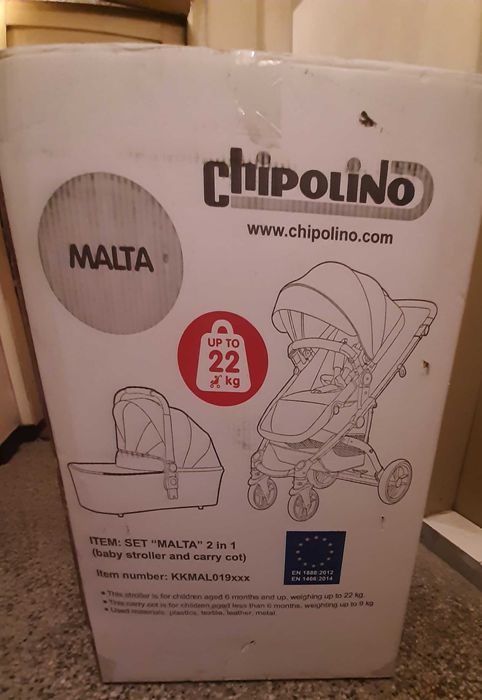 Chipolino
www.chipolino.com
MALTA
UP TO
22
kg
ITEM: SET "MALTA" 2 in 1
(baby stroller and carry cot)
Item number: KKMAL019xxx
EN 1888:2012
EN 1466:2014
• This stroller is for children aged 6 months and up, weighing up to 22 kg.
• This carry cot is for children aged less than 6 months, weighting up to 9 kg
• Used materials: plastics, textile, leather, metal.